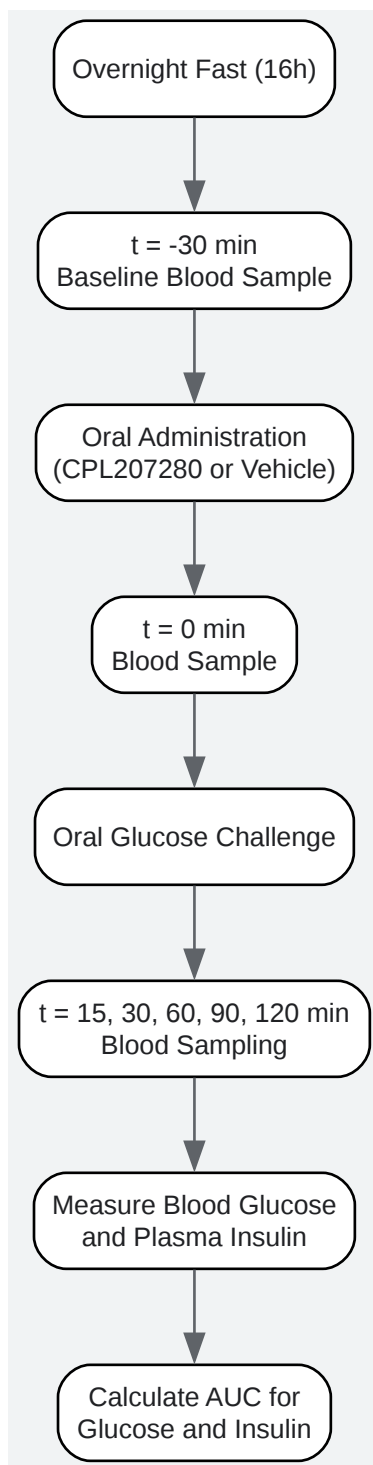 Overnight Fast (16h)
t = -30 min
Baseline Blood Sample
Oral Administration
(CPL207280 or Vehicle)
t = 0 min
Blood Sample
Oral Glucose Challenge
t = 15, 30, 60, 90, 120 min
Blood Sampling
Measure Blood Glucose
and Plasma Insulin
Calculate AUC for
Glucose and Insulin